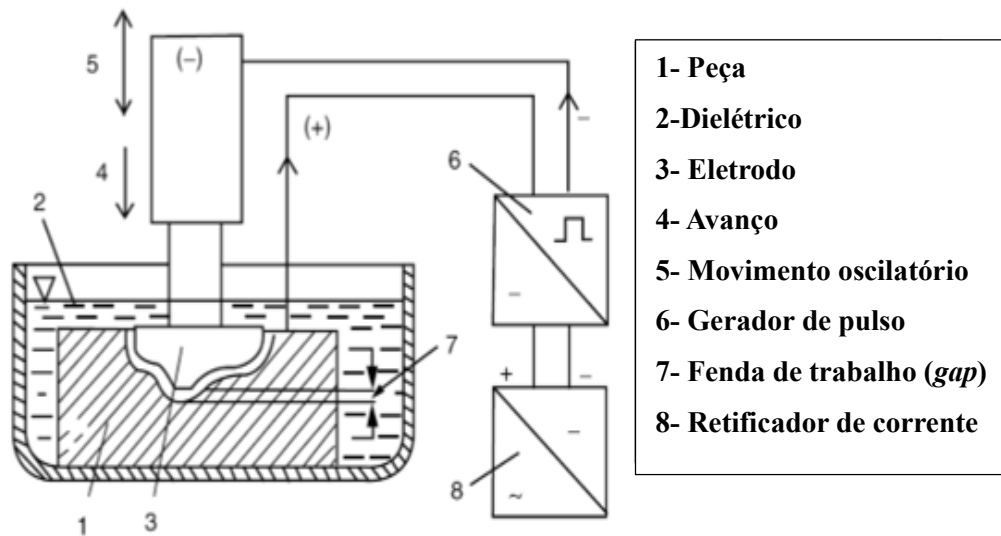 5
(−)
(+)
−
4
6
2
−
7
+ −
−
8
~
1
3
1- Peça
2-Dielétrico
3- Eletrodo
4- Avanço
5- Movimento oscilatório
6- Gerador de pulso
7- Fenda de trabalho (gap)
8- Retificador de corrente